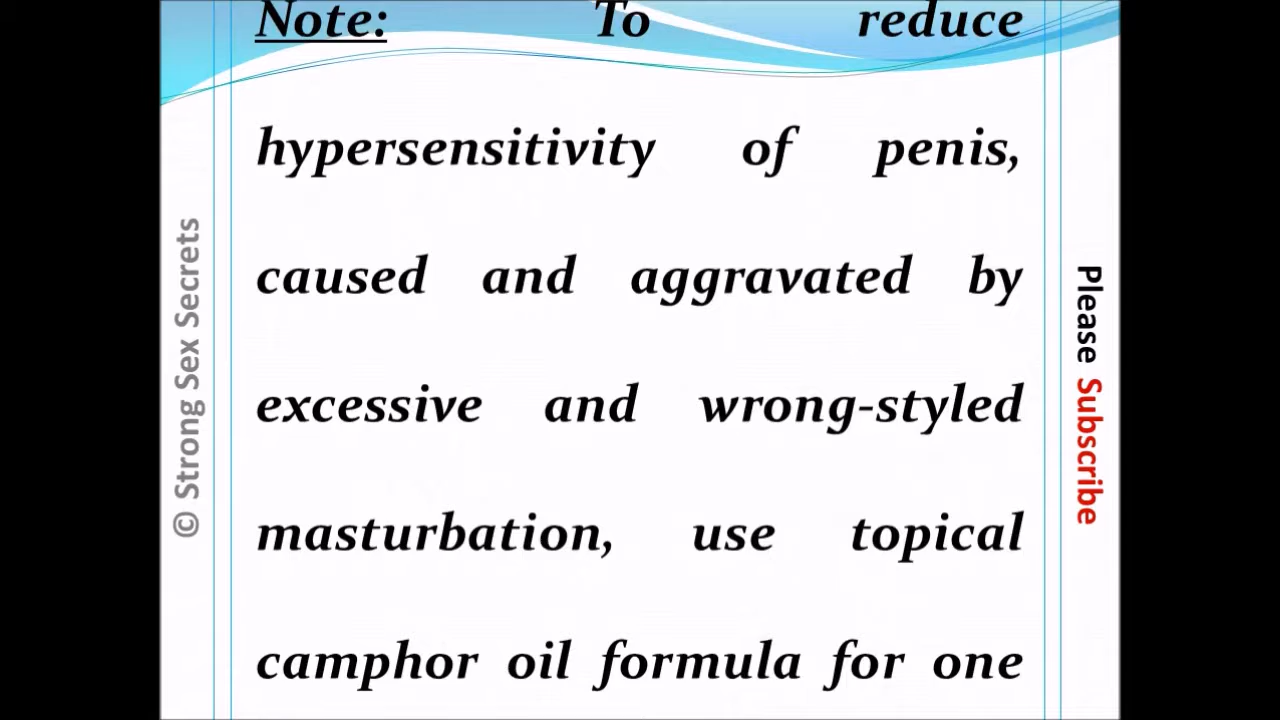 Note: To reduce
hypersensitivity of penis,
caused and aggravated by
excessive and wrong-styled
masturbation, use topical
camphor oil formula for one
© Strong Sex Secrets
Please Subscribe